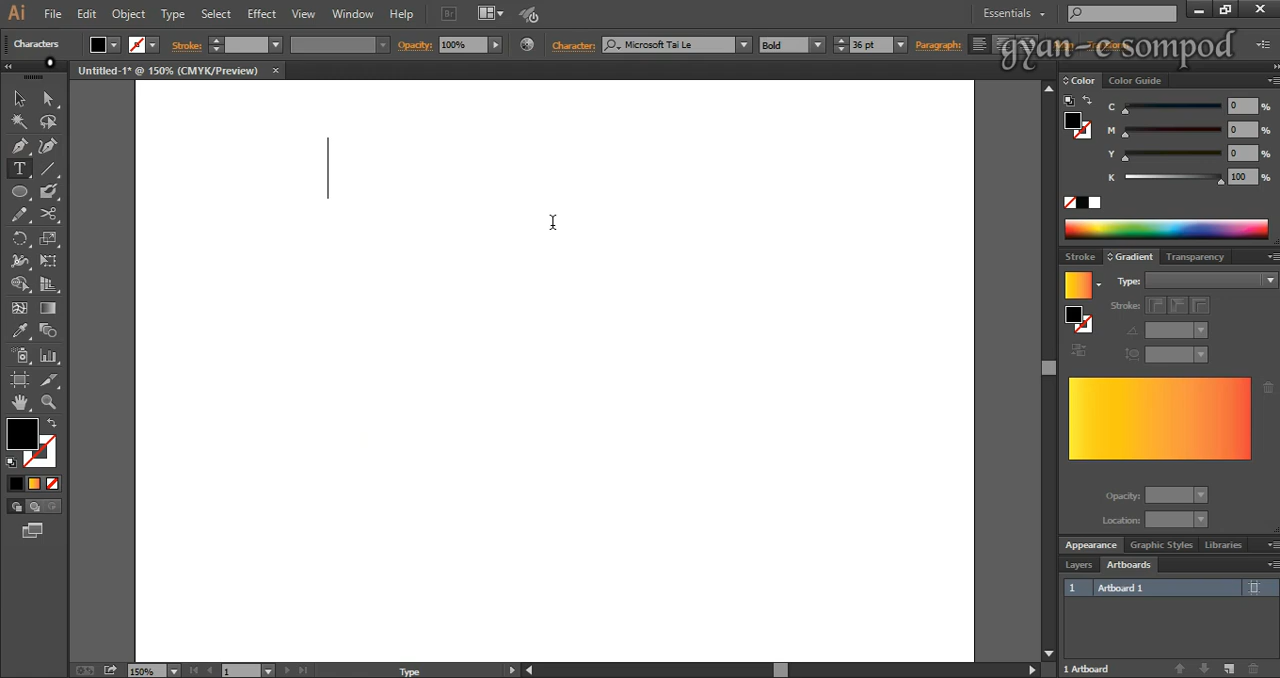 Ai File Edit Object Type Select Effect View Window Help Br Essentials
Characters Stroke: Opacity: 100% Character: Microsoft Tai Le Bold 36 pt Paragraph:
gyan-e sompod
Untitled-1* @ 150% (CMYK/Preview) ×
Color Color Guide
C 0 %
M 0 %
Y 0 %
K 100 %
Stroke Gradient Transparency
Type:
Stroke:
Opacity:
Location:
Appearance Graphic Styles Libraries
Layers Artboards
1 Artboard 1
150% 1 Type
1 Artboard